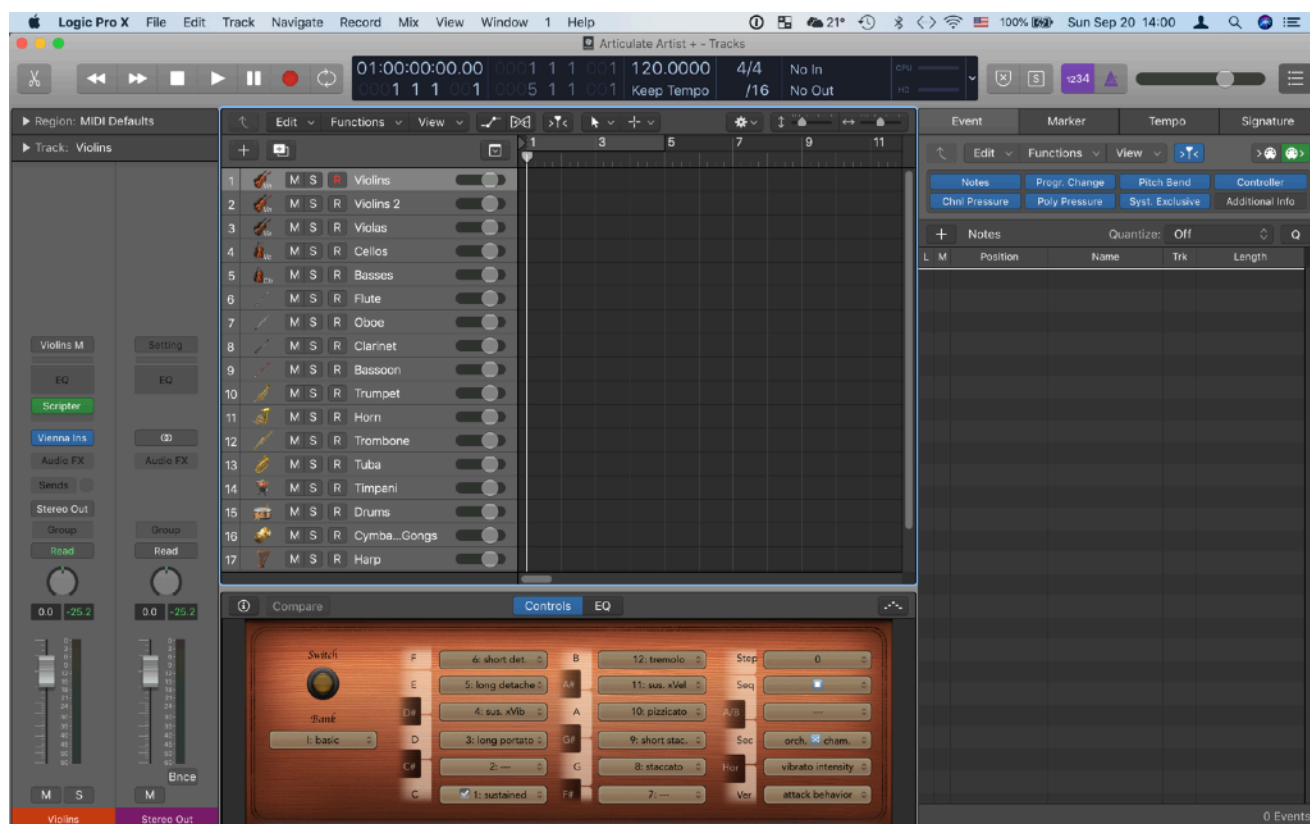 Logic Pro X File Edit Track Navigate Record Mix View Window 1 Help 21° 100% Sun Sep 20 14:00
Articulate Artist + - Tracks
01:00:00:00.00 0001 1 1 001 120.0000 4/4 No In CPU
0001 1 1 001 0005 1 1 001 Keep Tempo /16 No Out HD
S 1234
Region: MIDI Defaults
Track: Violins
Edit Functions View
1 3 5 7 9 11
1 M S R Violins
2 M S R Violins 2
3 M S R Violas
4 M S R Cellos
5 M S R Basses
6 M S R Flute
7 M S R Oboe
8 M S R Clarinet
9 M S R Bassoon
10 M S R Trumpet
11 M S R Horn
12 M S R Trombone
13 M S R Tuba
14 M S R Timpani
15 M S R Drums
16 M S R Cymba...Gongs
17 M S R Harp
Violins M Setting
EQ EQ
Scripter
Vienna Ins
Audio FX Audio FX
Sends
Stereo Out
Group Group
Read Read
0.0 -25.2 0.0 -25.2
Bnce
M S M
Violins Stereo Out
Compare Controls EQ
Switch
Bank
I: basic
F 6: short det.
E 5: long detache
D# 4: sus. xVib
D 3: long portato
C# 2: ---
C 1: sustained
B 12: tremolo
A# 11: sus. xVel
A 10: pizzicato
G# 9: short stac.
G 8: staccato
F# 7: ---
Step 0
Seq
A/B ---
Sec orch. cham.
Hor vibrato intensity
Ver attack behavior
Event Marker Tempo Signature
Edit Functions View
Notes Progr. Change Pitch Bend Controller
Chnl Pressure Poly Pressure Syst. Exclusive Additional Info
+ Notes Quantize: Off Q
L M Position Name Trk Length
0 Events